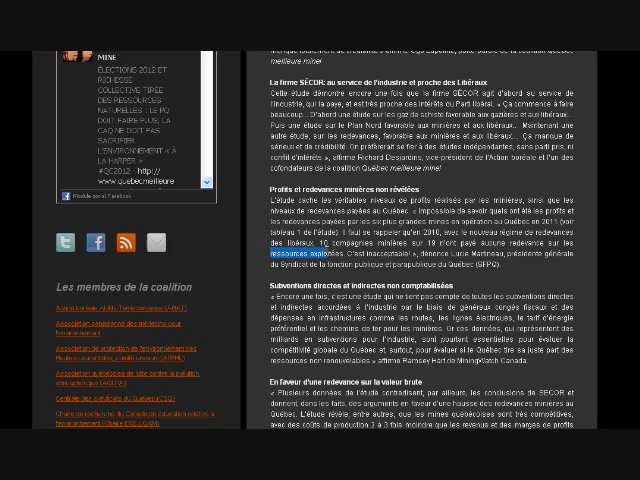 MINE
ÉLECTIONS 2012 ET
RICHESSE
COLLECTIVE TIRÉE
DES RESSOURCES
NATURELLES : LE PQ
DOIT FAIRE PLUS, LA
CAQ NE DOIT PAS
SACRIFIER
L'ENVIRONNEMENT « À
LA HARPER »
#QC2012 - http://
www.quebecmeilleure
Module social Facebook
Les membres de la coalition
Action boréale Abitibi-Témiscamingue (ABAT)
Association canadienne des médecins pour
l'environnement
Association de protection de l'environnement des
Hautes-Laurentides, comité uranium (APEHL)
Association québécoise de lutte contre la pollution
atmosphérique (AQLPA)
Centrale des syndicats du Québec (CSQ)
Chaire de recherche du Canada en éducation relative à
l'environnement (Chaire ERE-UQAM)
meilleure mine!
La firme SÉCOR: au service de l'industrie et proche des Libéraux
Cette étude démontre encore une fois que la firme SÉCOR agit d'abord au service de
l'industrie, qui la paye, et est très proche des intérêts du Parti libéral. « Ça commence à faire
beaucoup... D'abord une étude sur les gaz de schiste favorable aux gazières et aux libéraux...
Puis une étude sur le Plan Nord favorable aux minières et aux libéraux... Maintenant une
autre étude, sur les redevances, favorable aux minières et aux libéraux... Ça manque de
sérieux et de crédibilité. On préférerait se fier à des études indépendantes, sans parti pris, ni
conflit d'intérêts », affirme Richard Desjardins, vice-président de l'Action boréale et l'un des
cofondateurs de la coalition Québec meilleure mine!
Profits et redevances minières non révélées
L'étude cache les véritables niveaux de profits réalisés par les minières, ainsi que les
niveaux de redevances payées au Québec. « Impossible de savoir quels ont été les profits et
les redevances payées par les six plus grandes mines en opération au Québec en 2011 (voir
tableau 1 de l'étude). Il faut se rappeler qu'en 2010, avec le nouveau régime de redevances
des libéraux, 10 compagnies minières sur 19 n'ont payé aucune redevance sur les
ressources exploitées. C'est inacceptable! », dénonce Lucie Martineau, présidente générale
du Syndicat de la fonction publique et parapublique du Québec (SFPQ).
Subventions directes et indirectes non comptabilisées
« Encore une fois, c'est une étude qui ne tient pas compte de toutes les subventions directes
et indirectes accordées à l'industrie par le biais de généreux congés fiscaux et des
dépenses en infrastructures comme les routes, les lignes électriques, le tarif d'énergie
préférentiel et les chemins de fer pour les minières. Or ces données, qui représentent des
milliards en subventions pour l'industrie, sont pourtant essentielles pour évaluer la
compétitivité globale du Québec et, surtout, pour évaluer si le Québec tire sa juste part des
ressources non renouvelables » affirme Ramsey Hart de MiningWatch Canada.
En faveur d'une redevance sur la valeur brute
« Plusieurs données de l'étude contredisent, par ailleurs, les conclusions de SECOR et
donnent, dans les faits, des arguments en faveur d'une hausse des redevances minières au
Québec. L'étude révèle, entre autres, que les mines québécoises sont très compétitives,
avec des coûts de production 2 à 3 fois moindre que les revenus et des marges de profits